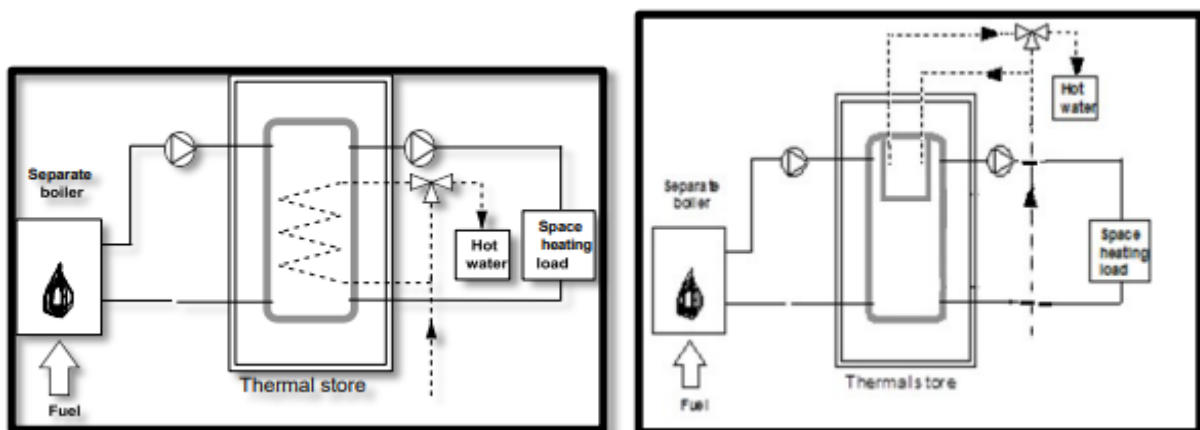 Separate
boiler
Fuel
Thermal store
Hot
water
Space
heating
load
Separate
boiler
Fuel
Thermal store
Hot
water
Space
heating
load